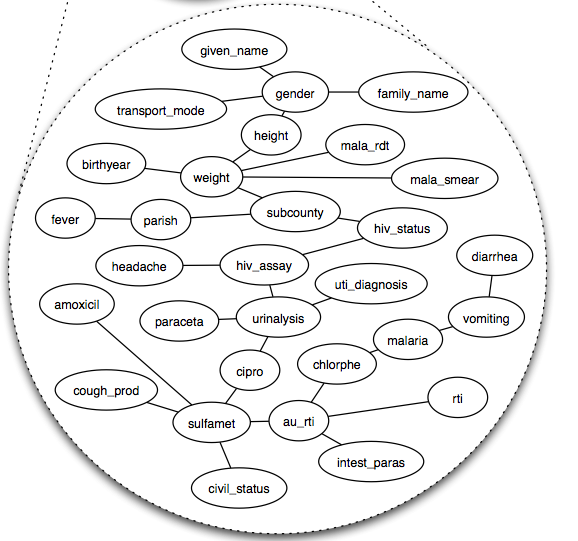 given_name
gender
family_name
transport_mode
height
mala_rdt
birthyear
weight
mala_smear
subcounty
fever
parish
hiv_status
diarrhea
headache
hiv_assay
uti_diagnosis
amoxicil
paraceta
urinalysis
vomiting
malaria
chlorphe
cipro
cough_prod
rti
sulfamet
au_rti
intest_paras
civil_status